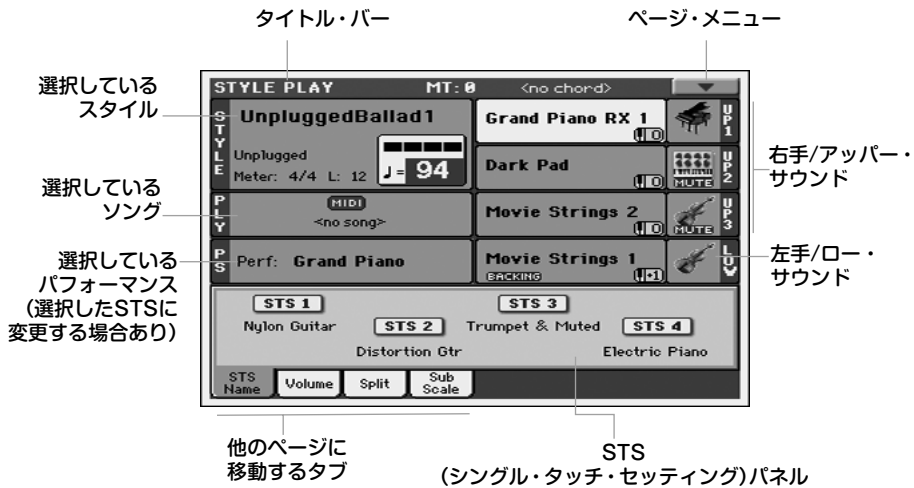 タイトル・バー
ページ・メニュー
選択している
スタイル
選択している
ソング
選択している
パフォーマンス
(選択したSTSに
変更する場合あり)
STYLE PLAY MT: 0 <no chord>
STYLE
UnpluggedBallad1
Unplugged
Meter: 4/4 L: 12
♩= 94
Grand Piano RX 1
0
UP1
Dark Pad
0
MUTE
UP2
PLY
MIDI
<no song>
Movie Strings 2
0
MUTE
UP3
PS
Perf: Grand Piano
Movie Strings 1
BACKING
+1
LOW
STS 1
Nylon Guitar
STS 2
Distortion Gtr
STS 3
Trumpet & Muted
STS 4
Electric Piano
STS
Name
Volume
Split
Sub
Scale
右手/アッパー・
サウンド
左手/ロー・
サウンド
他のページに
移動するタブ
STS
(シングル・タッチ・セッティング)パネル